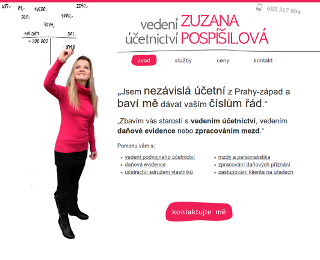 602 317 894
vedení ZUZANA
účetnictví POSPÍŠILOVÁ
úvod služby ceny kontakt
„Jsem nezávislá účetní z Prahy-západ a
baví mě dávat vašim číslům řád."
„Zbavím vás starostí s vedením účetnictví, vedením
daňové evidence nebo zpracováním mezd."
Pomohu vám s:
• vedení podvojného účetnictví
• daňová evidence
• účetnictví sdružení vlastníků
• mzdy a personalistika
• zpracování daňových přiznání
• zastupování klienta na úřadech
kontaktujte mě